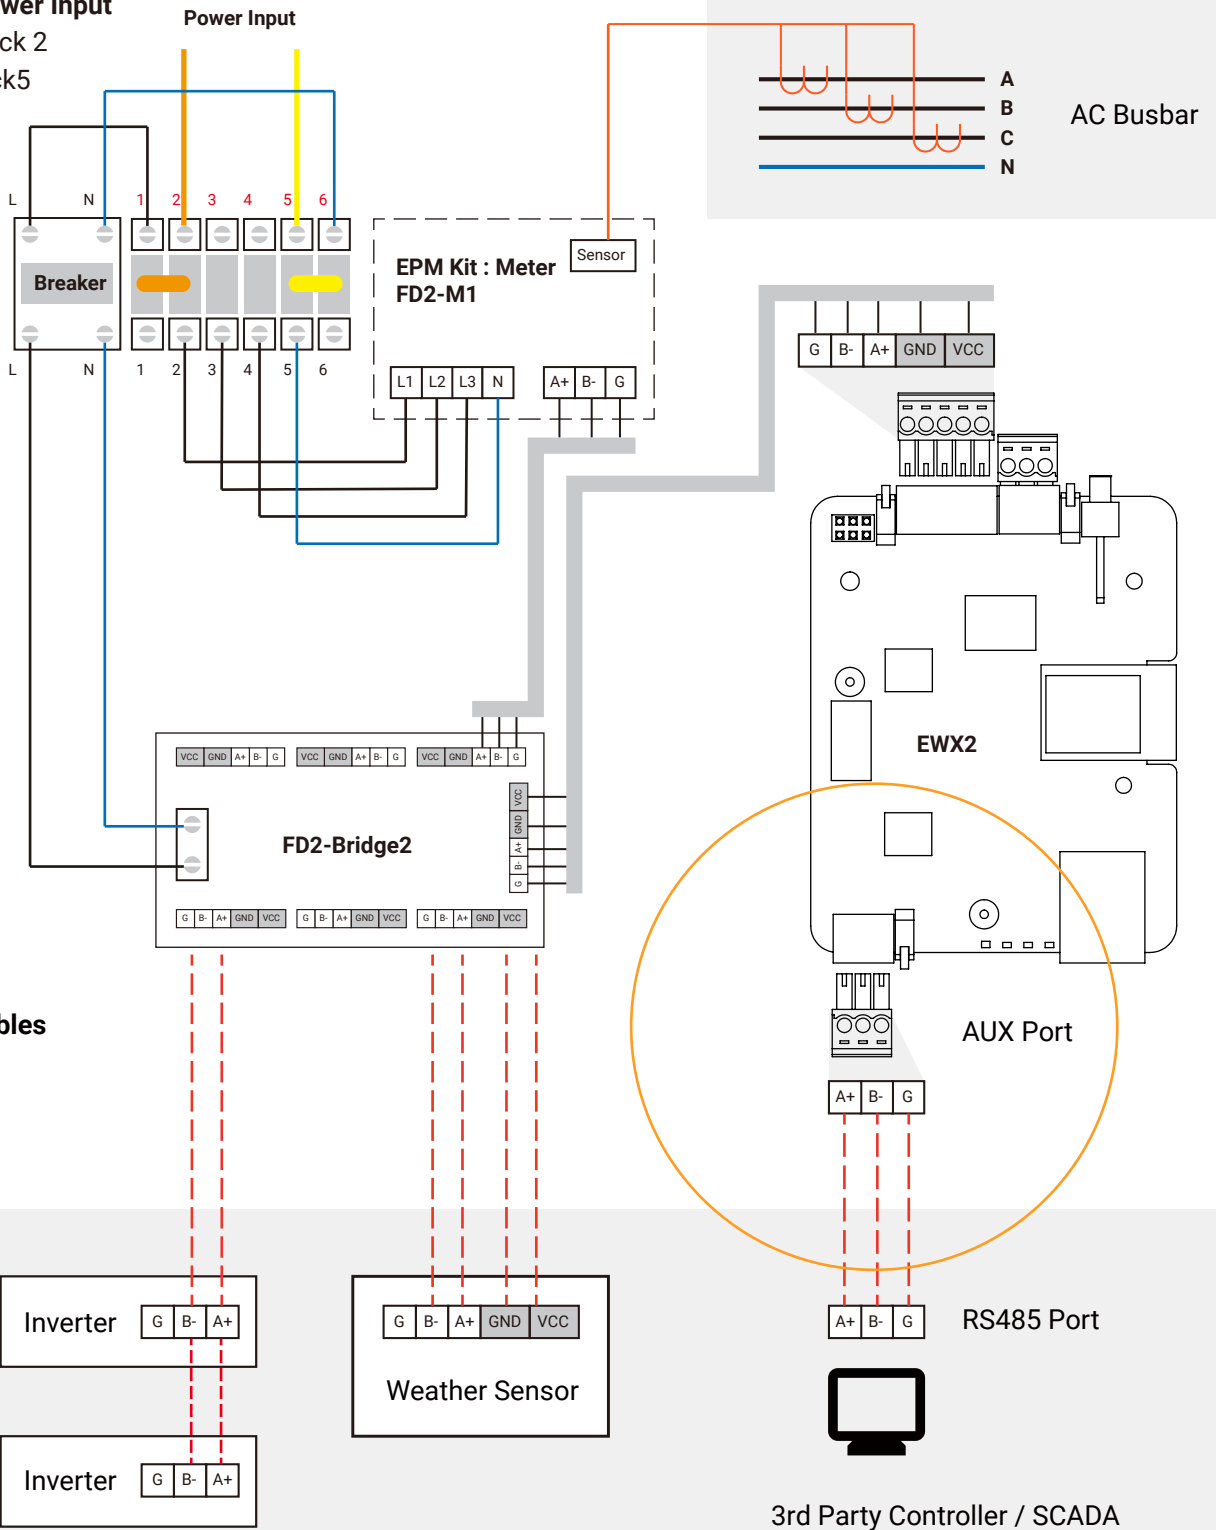 wer Input
ck 2
k5
Power Input
A
B
C
N
AC Busbar
L N 1 2 3 4 5 6
Breaker
L N 1 2 3 4 5 6
EPM Kit : Meter
FD2-M1
Sensor
L1 L2 L3 N
A+ B- G
G B- A+ GND VCC
EWX2
VCC GND A+ B- G
VCC GND A+ B- G
VCC GND A+ B- G
VCC
GND
A+
B-
G
FD2-Bridge2
G B- A+ GND VCC
G B- A+ GND VCC
G B- A+ GND VCC
bles
AUX Port
A+ B- G
Inverter G B- A+
G B- A+ GND VCC
Weather Sensor
A+ B- G
RS485 Port
Inverter G B- A+
3rd Party Controller / SCADA